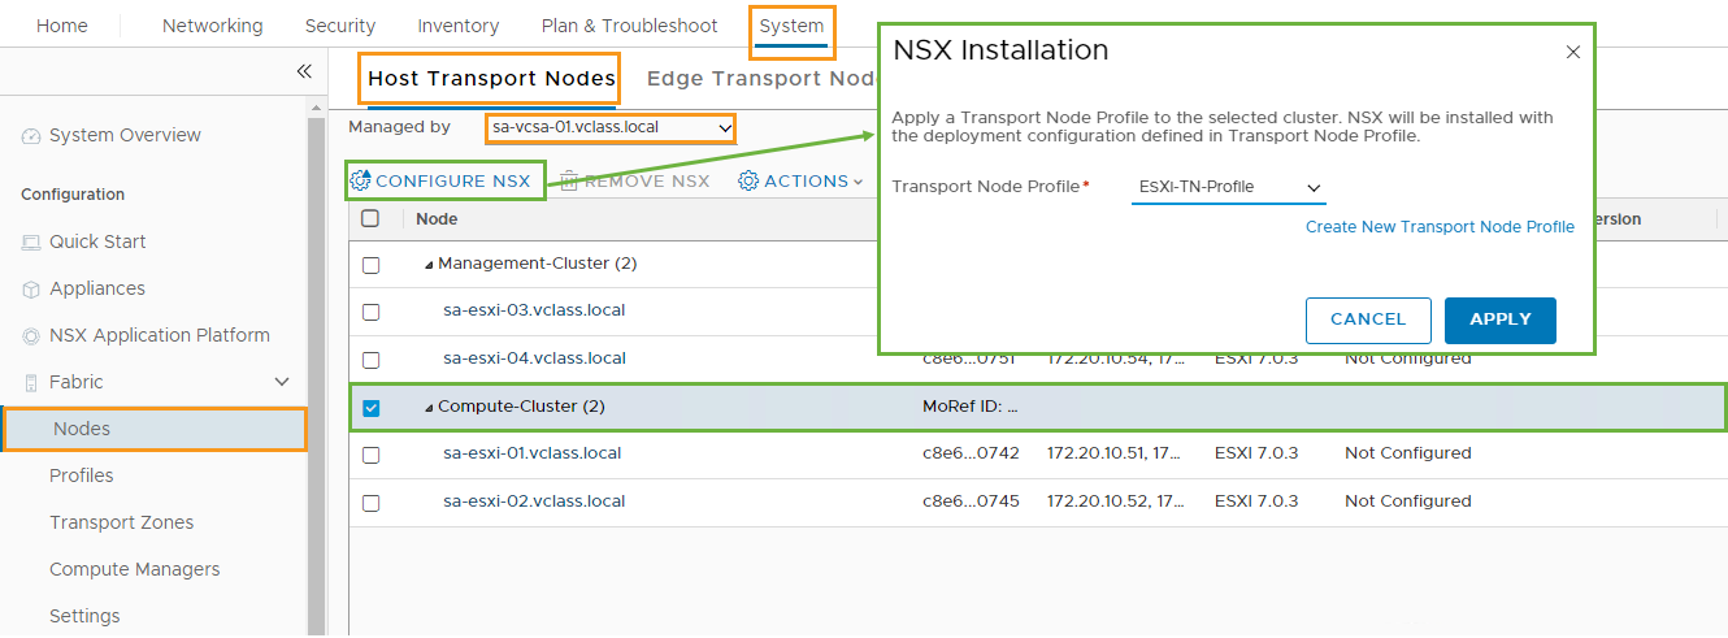 Home Networking Security Inventory Plan & Troubleshoot System
Host Transport Nodes Edge Transport
Managed by sa-vcsa-01.vclass.local
CONFIGURE NSX REMOVE NSX ACTIONS
Node ersion
Management-Cluster (2)
sa-esxi-03.vclass.local
sa-esxi-04.vclass.local c8e6...0751 172.20.10.54, 17... ESXI 7.0.3 Not Configured
Compute-Cluster (2) MoRef ID: ...
sa-esxi-01.vclass.local c8e6...0742 172.20.10.51, 17... ESXI 7.0.3 Not Configured
sa-esxi-02.vclass.local c8e6...0745 172.20.10.52, 17... ESXI 7.0.3 Not Configured
System Overview
Configuration
Quick Start
Appliances
NSX Application Platform
Fabric
Nodes
Profiles
Transport Zones
Compute Managers
Settings
NSX Installation
Apply a Transport Node Profile to the selected cluster. NSX will be installed with
the deployment configuration defined in Transport Node Profile.
Transport Node Profile* ESXI-TN-Profile
Create New Transport Node Profile
CANCEL APPLY